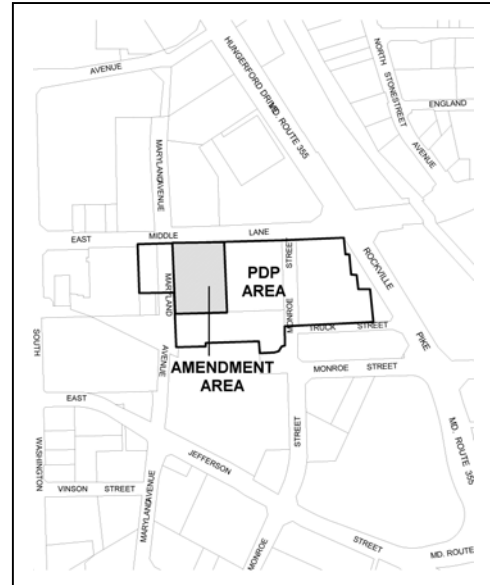 AVENUE
HUNGERFORD DRIVE
MD. ROUTE 355
NORTH
STONESTREET
AVENUE
ENGLAND
MARYLAND
AVENUE
EAST
MIDDLE
LANE
STREET
ROCKVILLE
PIKE
PDP
AREA
MARYLAND
AVENUE
MONROE
TRUCK
STREET
AMENDMENT
AREA
MONROE
STREET
SOUTH
WASHINGTON
EAST
JEFFERSON
STREET
STREET
MONROE
VINSON
STREET
MARYLAND
AVENUE
MD. ROUTE 355
MD. ROUTE